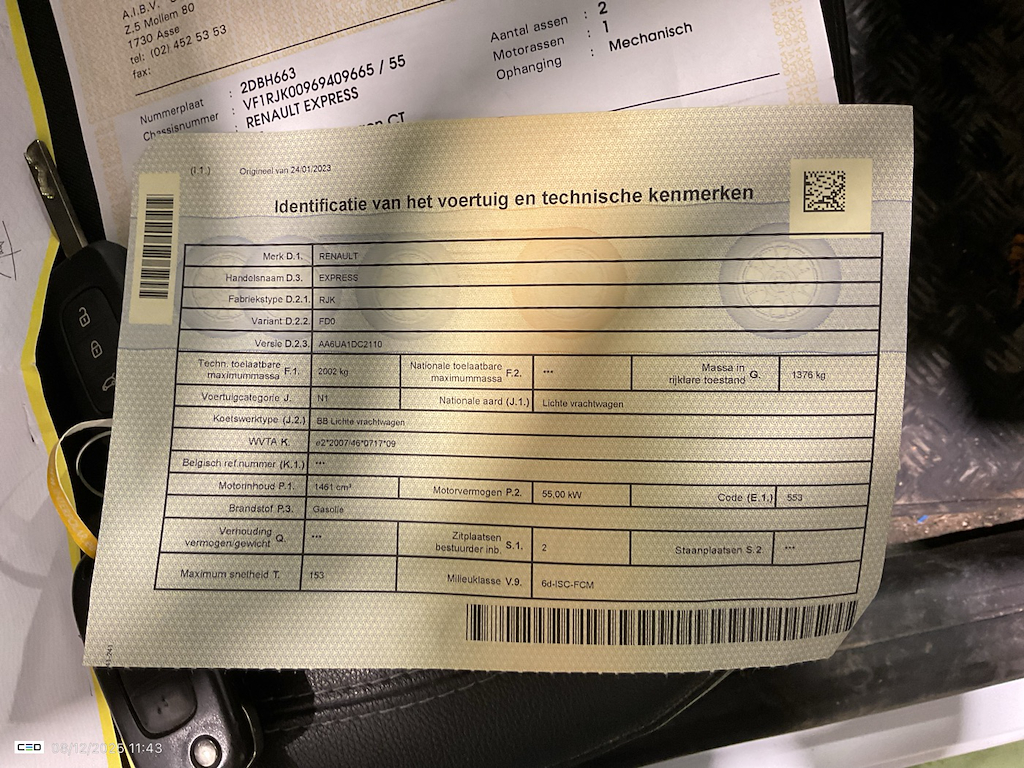 A.I.B.V.
Z.5 Mollem 80
1730 Asse
tel: (02) 452 53 53
fax:
Nummerplaat : 2DBH663
Chassisnummer : VF1RJK00969409665 / 55
: RENAULT EXPRESS
CT
Aantal assen : 2
Motorassen : 1
Ophanging : Mechanisch
(I.1.) Origineel van 24/01/2023
Identificatie van het voertuig en technische kenmerken
Merk D.1. RENAULT
Handelsnaam D.3. EXPRESS
Fabriekstype D.2.1. RJK
Variant D.2.2. FD0
Versie D.2.3. AA6UA1DC2110
Techn. toelaatbare maximummassa F.1. 2002 kg Nationale toelaatbare maximummassa F.2. *** Massa in rijklare toestand G. 1376 kg
Voertuigcategorie J. N1 Nationale aard (J.1.) Lichte vrachtwagen
Koetswerktype (J.2.) BB Lichte vrachtwagen
WVTA K. e2*2007/46*0717*09
Belgisch ref.nummer (K.1.) ***
Motorinhoud P.1. 1461 cm³ Motorvermogen P.2. 55,00 kW Code (E.1.) 553
Brandstof P.3. Gasolie
Verhouding vermogen/gewicht Q. *** Zitplaatsen bestuurder inb. S.1. 2 Staanplaatsen S.2. ***
Maximum snelheid T. 153 Milieuklasse V.9. 6d-ISC-FCM
CEO 08/12/2025 11:43